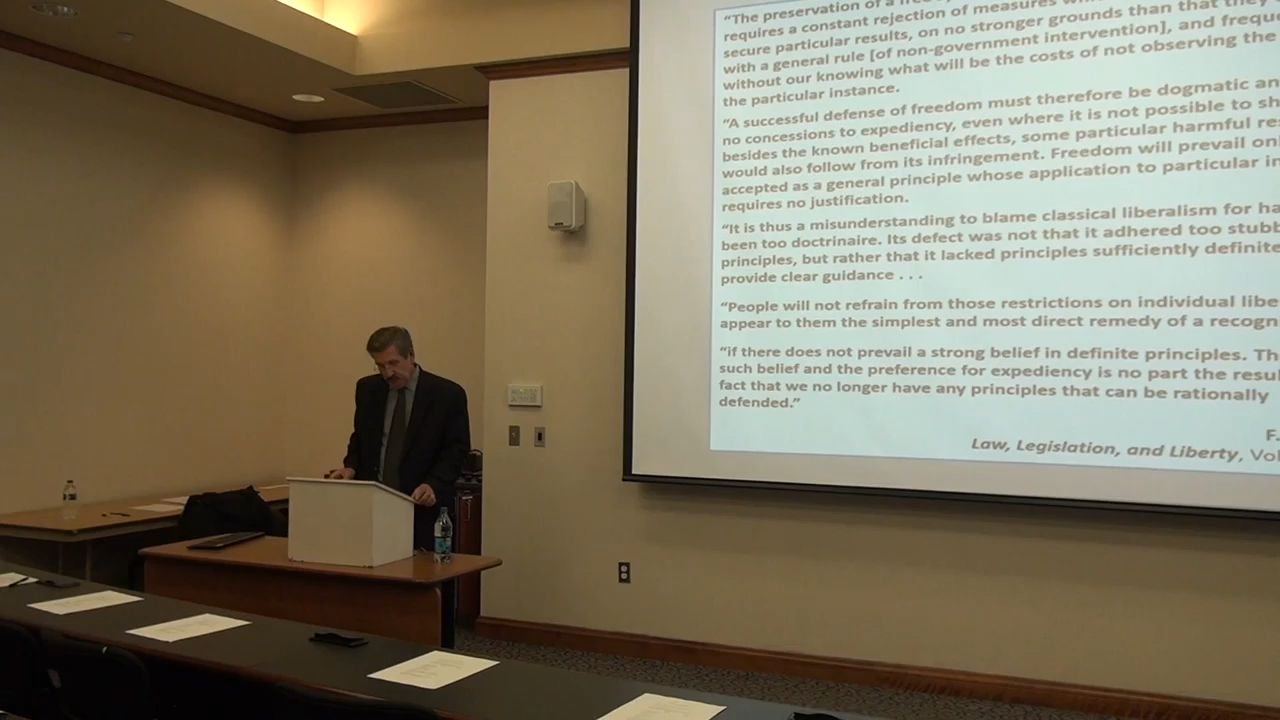 “The preservation of a
requires a constant rejection of measures
secure particular results, on no stronger grounds than that they
with a general rule [of non-government intervention], and frequ
without our knowing what will be the costs of not observing the
the particular instance.
“A successful defense of freedom must therefore be dogmatic an
no concessions to expediency, even where it is not possible to sh
besides the known beneficial effects, some particular harmful re
would also follow from its infringement. Freedom will prevail on
accepted as a general principle whose application to particular in
requires no justification.
“It is thus a misunderstanding to blame classical liberalism for ha
been too doctrinaire. Its defect was not that it adhered too stubb
principles, but rather that it lacked principles sufficiently definite
provide clear guidance . . .
“People will not refrain from those restrictions on individual libe
appear to them the simplest and most direct remedy of a recogn
“if there does not prevail a strong belief in definite principles. Th
such belief and the preference for expediency is no part the resul
fact that we no longer have any principles that can be rationally
defended.”
F.
Law, Legislation, and Liberty, Vol